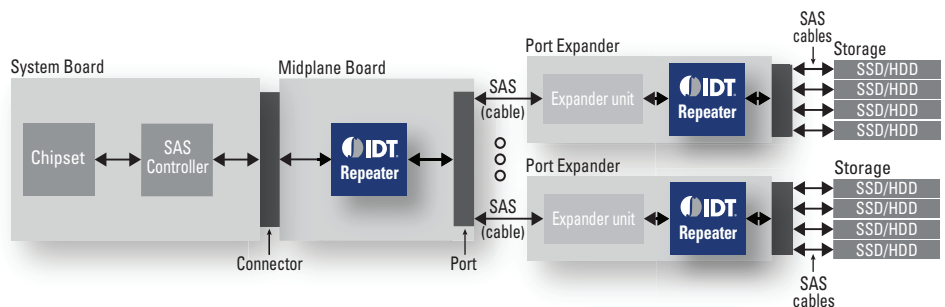 System Board
Chipset
SAS
Controller
Connector
Midplane Board
IDT.
Repeater
Port
SAS
(cable)
SAS
(cable)
Port Expander
Expander unit
IDT.
Repeater
SAS
cables
Storage
SSD/HDD
SSD/HDD
SSD/HDD
SSD/HDD
Port Expander
Expander unit
IDT.
Repeater
Storage
SSD/HDD
SSD/HDD
SSD/HDD
SSD/HDD
SAS
cables